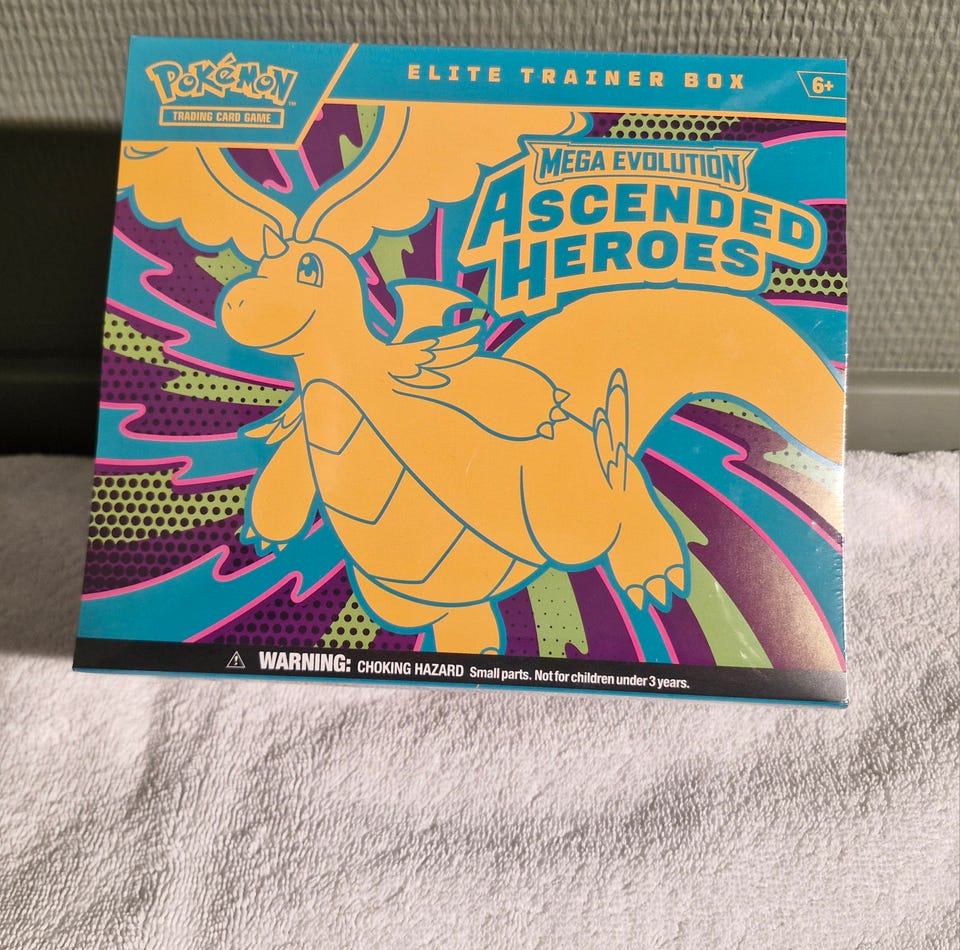 POKéMON™
TRADING CARD GAME
ELITE TRAINER BOX
6+
MEGA EVOLUTION
ASCENDED
HEROES
WARNING: CHOKING HAZARD Small parts. Not for children under 3 years.